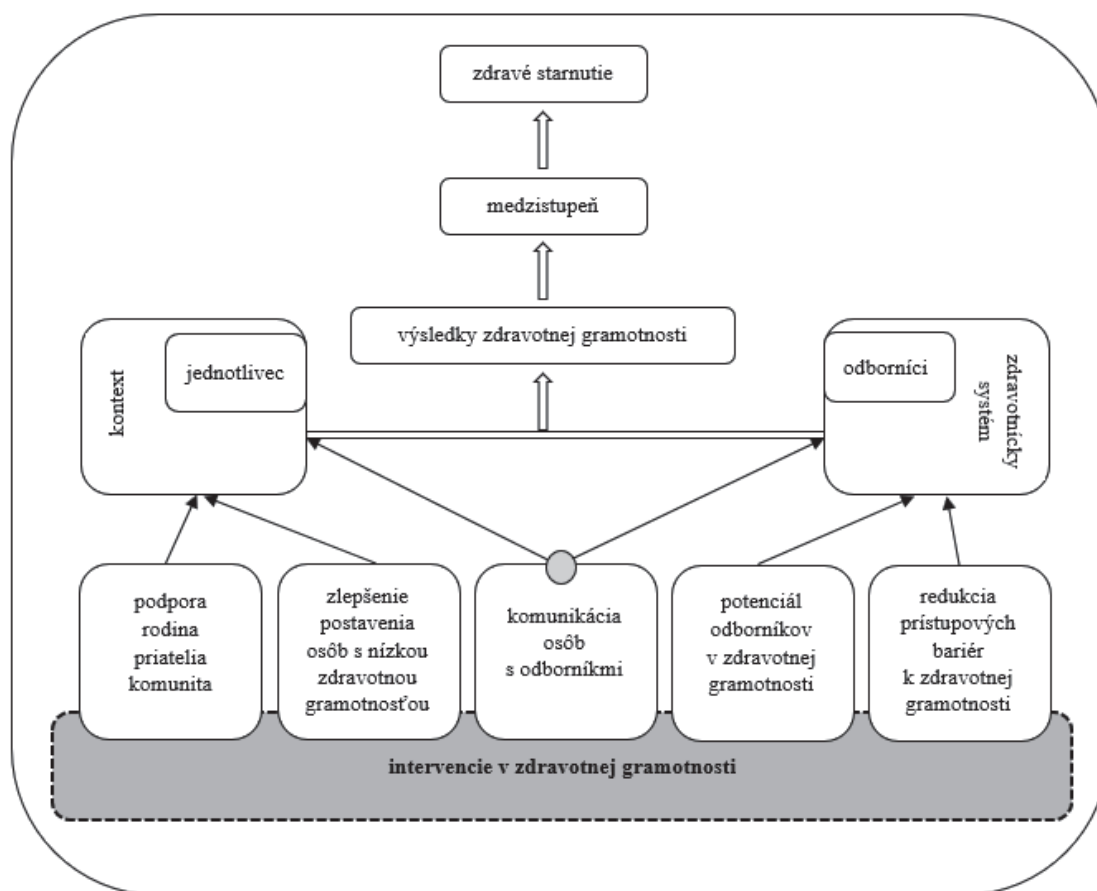 zdravé starnutie
medzistupeň
výsledky zdravotnej gramotnosti
kontext
jednotlivec
odborníci
zdravotnícky
systém
podpora
rodina
priatelia
komunita
zlepšenie
postavenia
osôb s nízkou
zdravotnou
gramotnosťou
komunikácia
osôb
s odborníkmi
potenciál
odborníkov
v zdravotnej
gramotnosti
redukcia
prístupových
bariér
k zdravotnej
gramotnosti
intervencie v zdravotnej gramotnosti